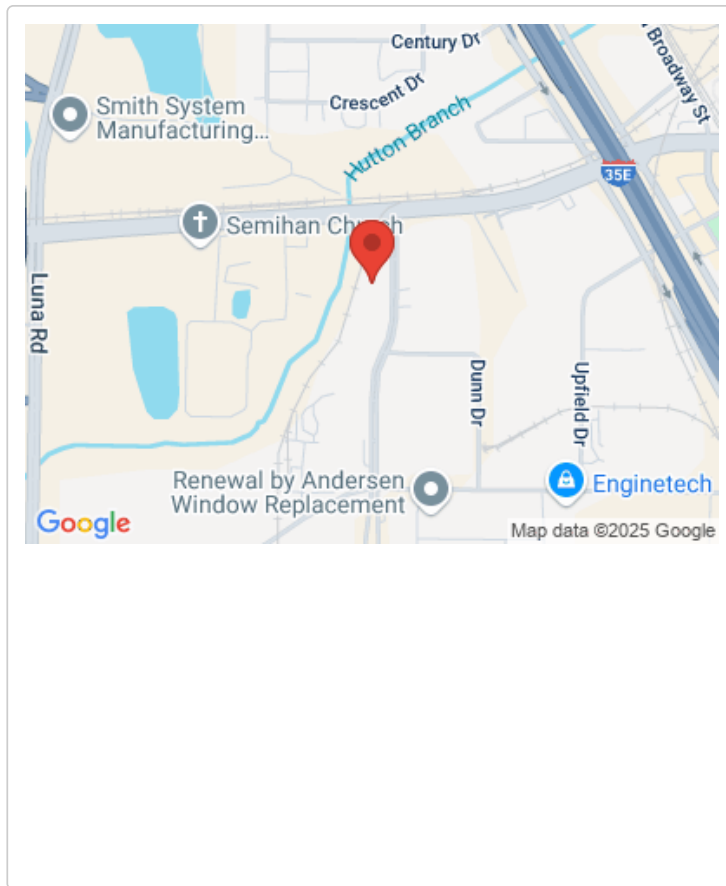 Century Dr
Broadway St
Crescent Dr
Smith System
Manufacturing...
Hutton Branch
35E
Semihan Church
Luna Rd
Dunn Dr
Upfield Dr
Renewal by Andersen
Window Replacement
Enginetech
Google
Map data ©2025 Google